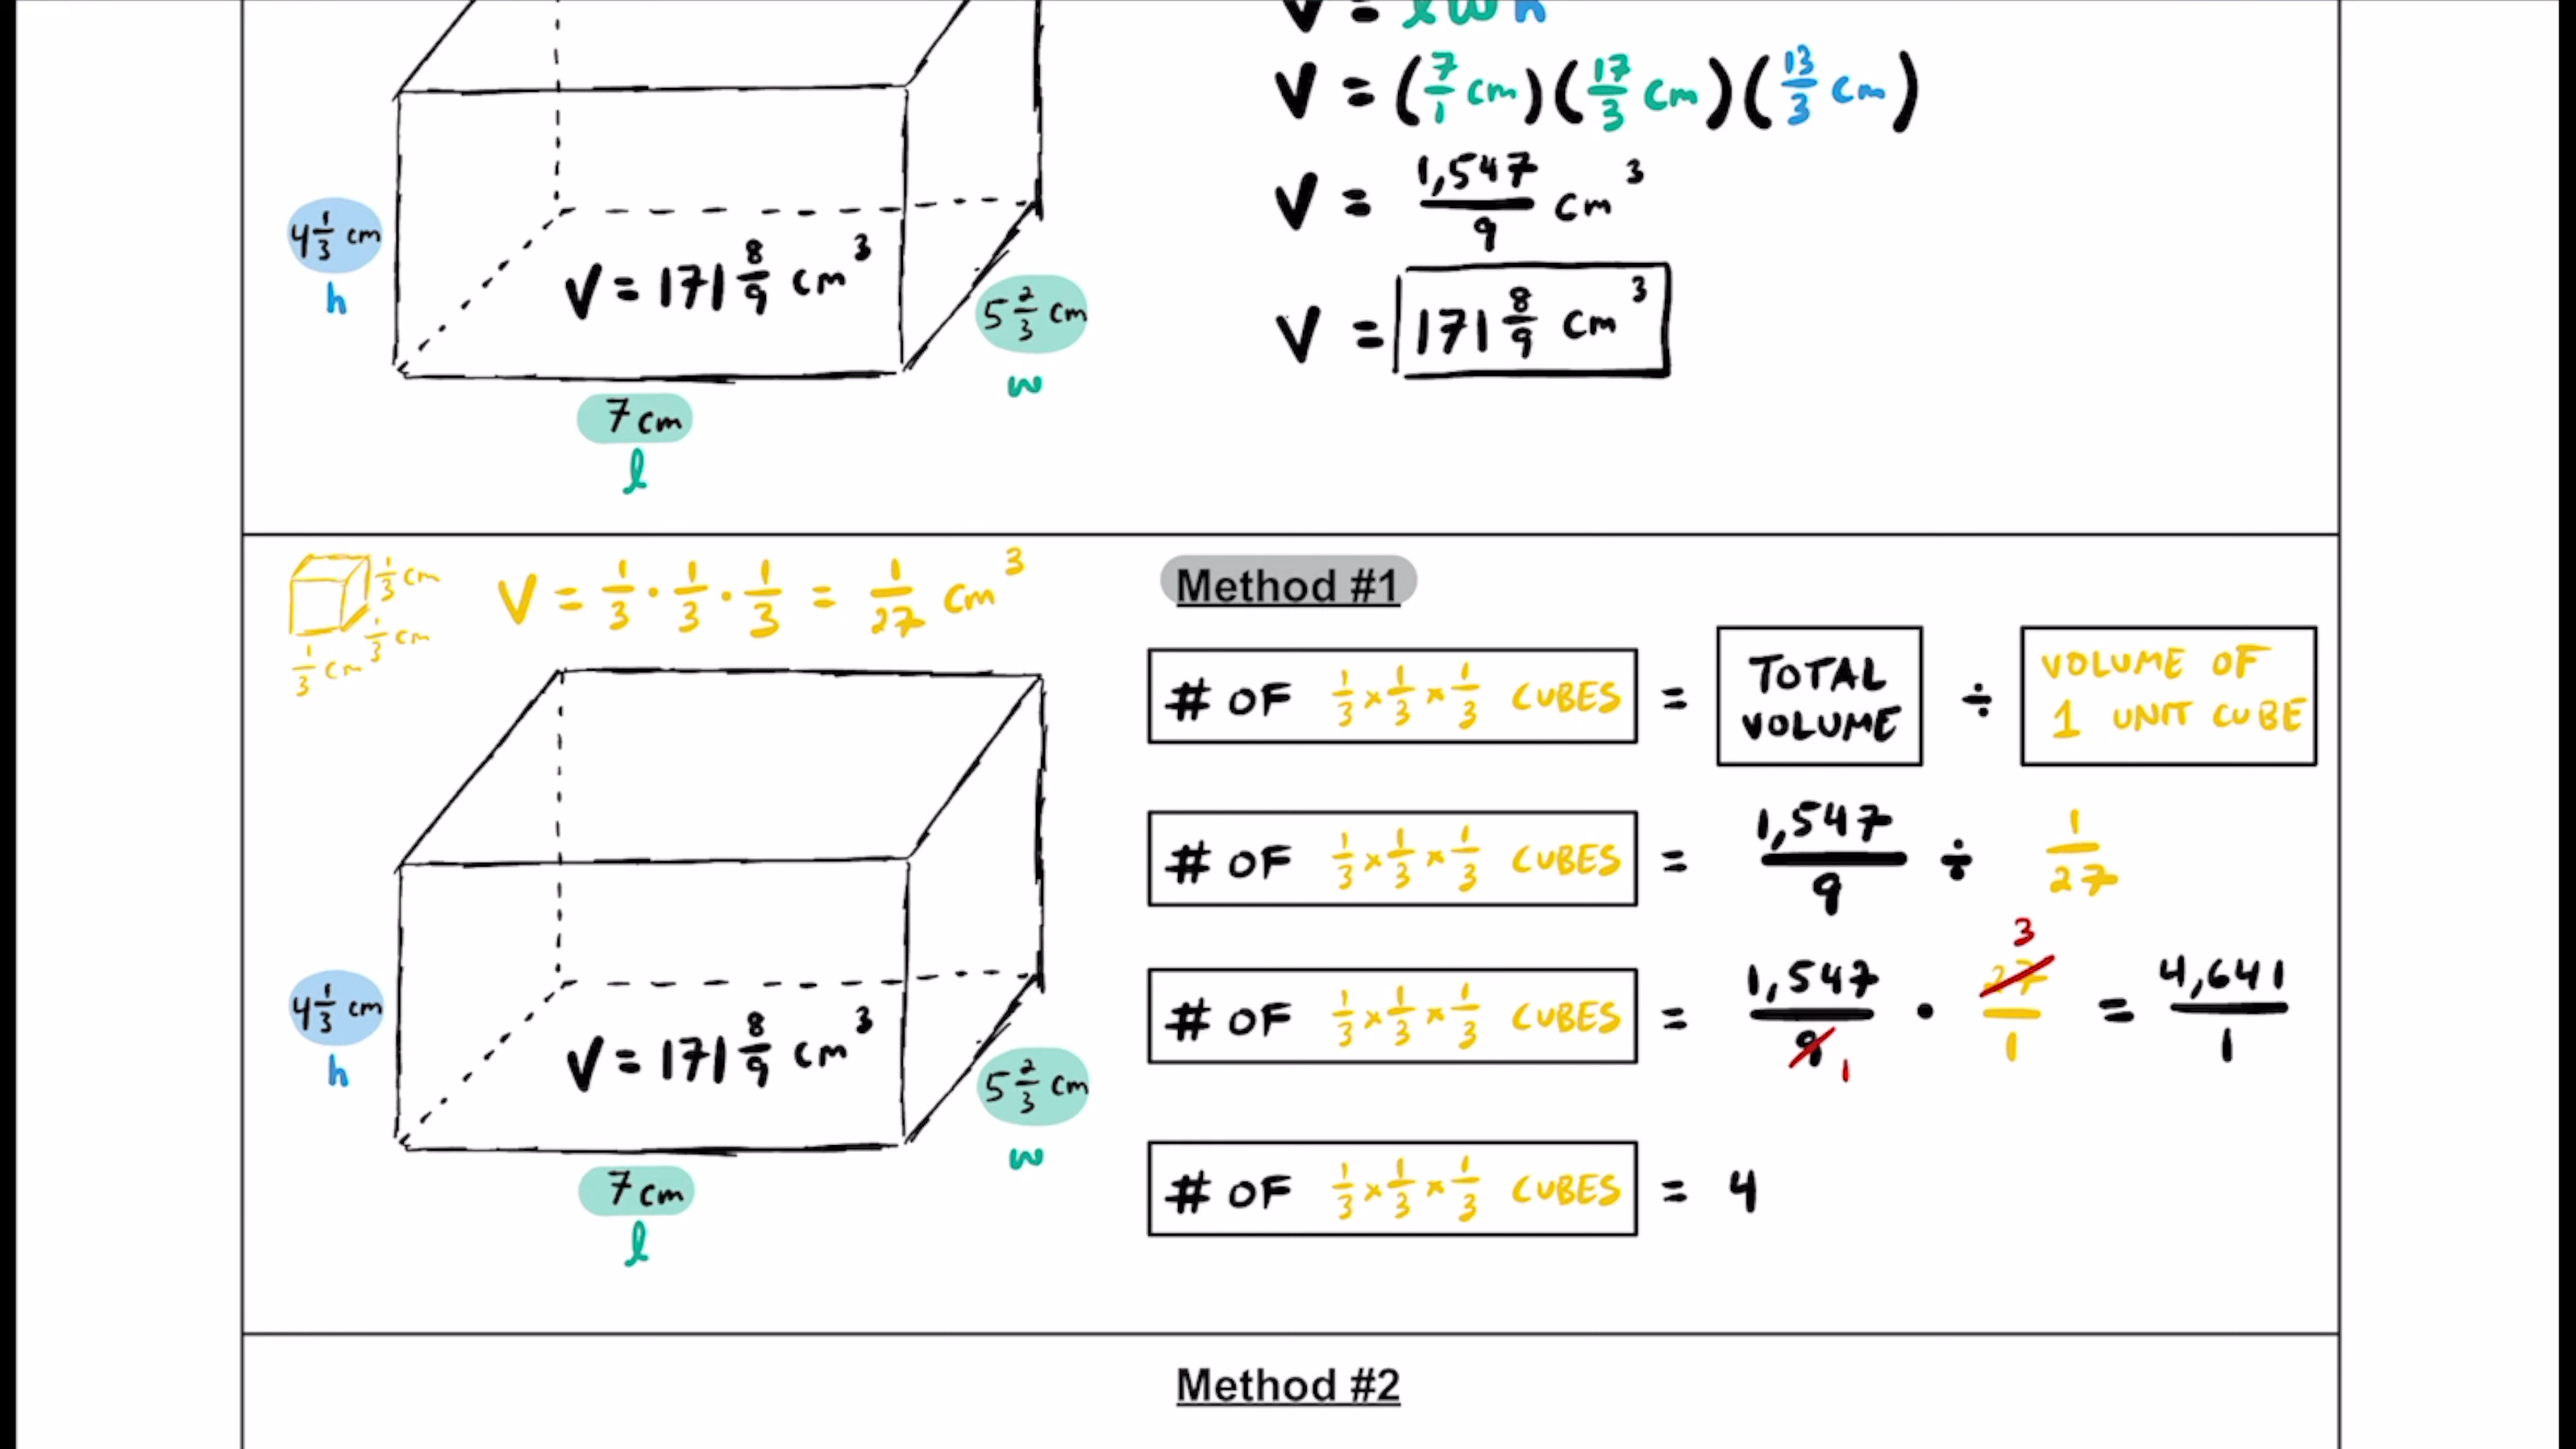 V = lwh
V = (7/1 cm)(17/3 cm)(13/3 cm)
V = 1,547/9 cm³
V = 171 8/9 cm³
4 1/3 cm
h
V = 171 8/9 cm³
5 2/3 cm
w
7 cm
l
1/3 cm
1/3 cm
1/3 cm
V = 1/3 · 1/3 · 1/3 = 1/27 cm³
4 1/3 cm
h
V = 171 8/9 cm³
5 2/3 cm
w
7 cm
l
Method #1
# OF 1/3 × 1/3 × 1/3 CUBES = TOTAL VOLUME ÷ VOLUME OF 1 UNIT CUBE
# OF 1/3 × 1/3 × 1/3 CUBES = 1,547/9 ÷ 1/27
3
# OF 1/3 × 1/3 × 1/3 CUBES = 1,547/9 · 27/1 = 4,641/1
1
# OF 1/3 × 1/3 × 1/3 CUBES = 4
Method #2